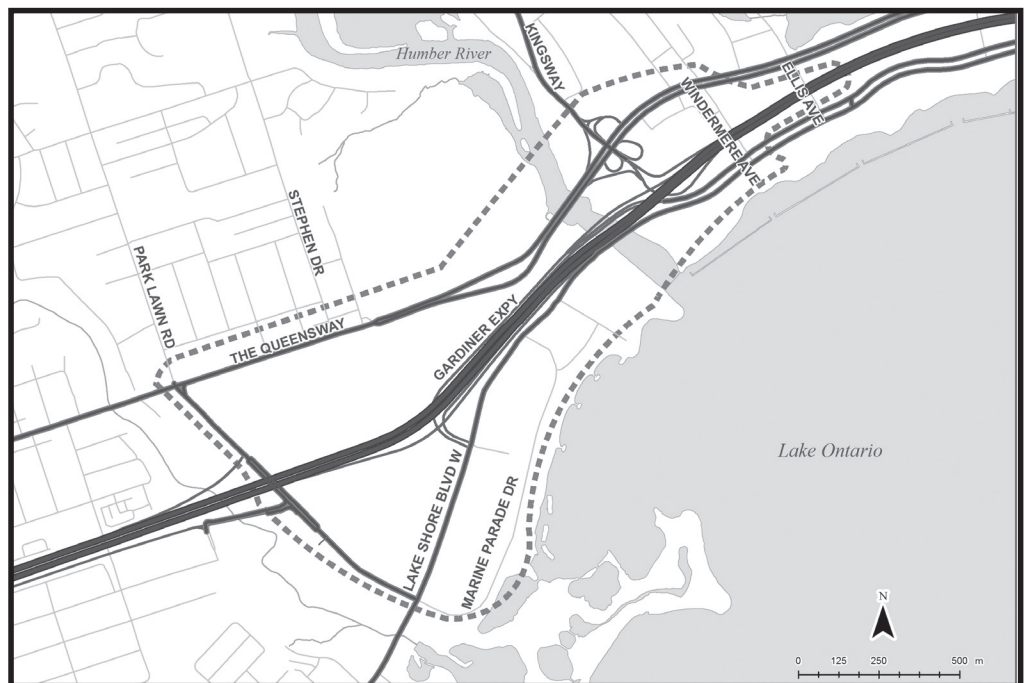 Humber River
KINGSWAY
ELLIS AVE
WINDERMERE AVE
STEPHEN DR
PARK LAWN RD
THE QUEENSWAY
GARDINER EXPY
Lake Ontario
LAKE SHORE BLVD W
MARINE PARADE DR
N
0 125 250 500 m